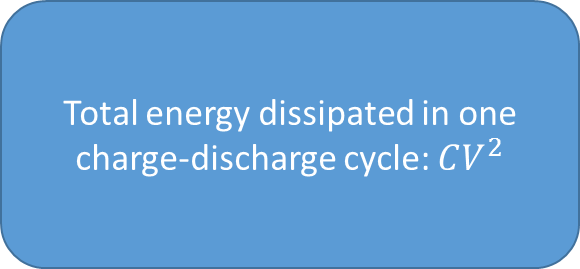 Total energy dissipated in one
charge-discharge cycle: 𝐶𝑉²